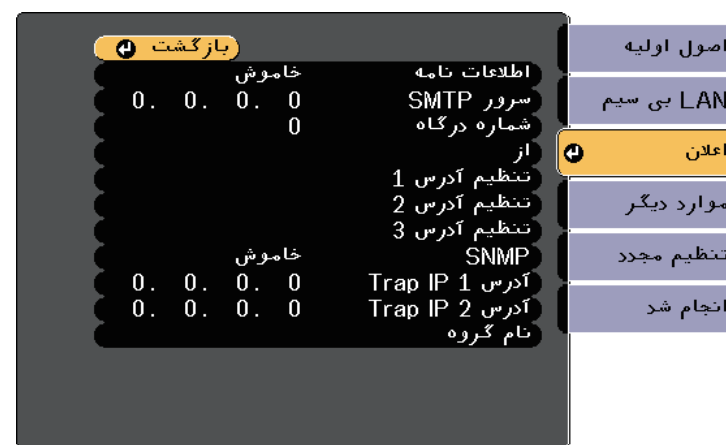 اصول اولیه
LAN بی سیم
اعلان
موارد دیگر
تنظیم مجدد
انجام شد
بازگشت
اطلاعات نامه خاموش
سرور SMTP 0. 0. 0. 0
شماره درگاه 0
از
تنظیم آدرس 1
تنظیم آدرس 2
تنظیم آدرس 3
SNMP خاموش
آدرس Trap IP 1 0. 0. 0. 0
آدرس Trap IP 2 0. 0. 0. 0
نام گروه